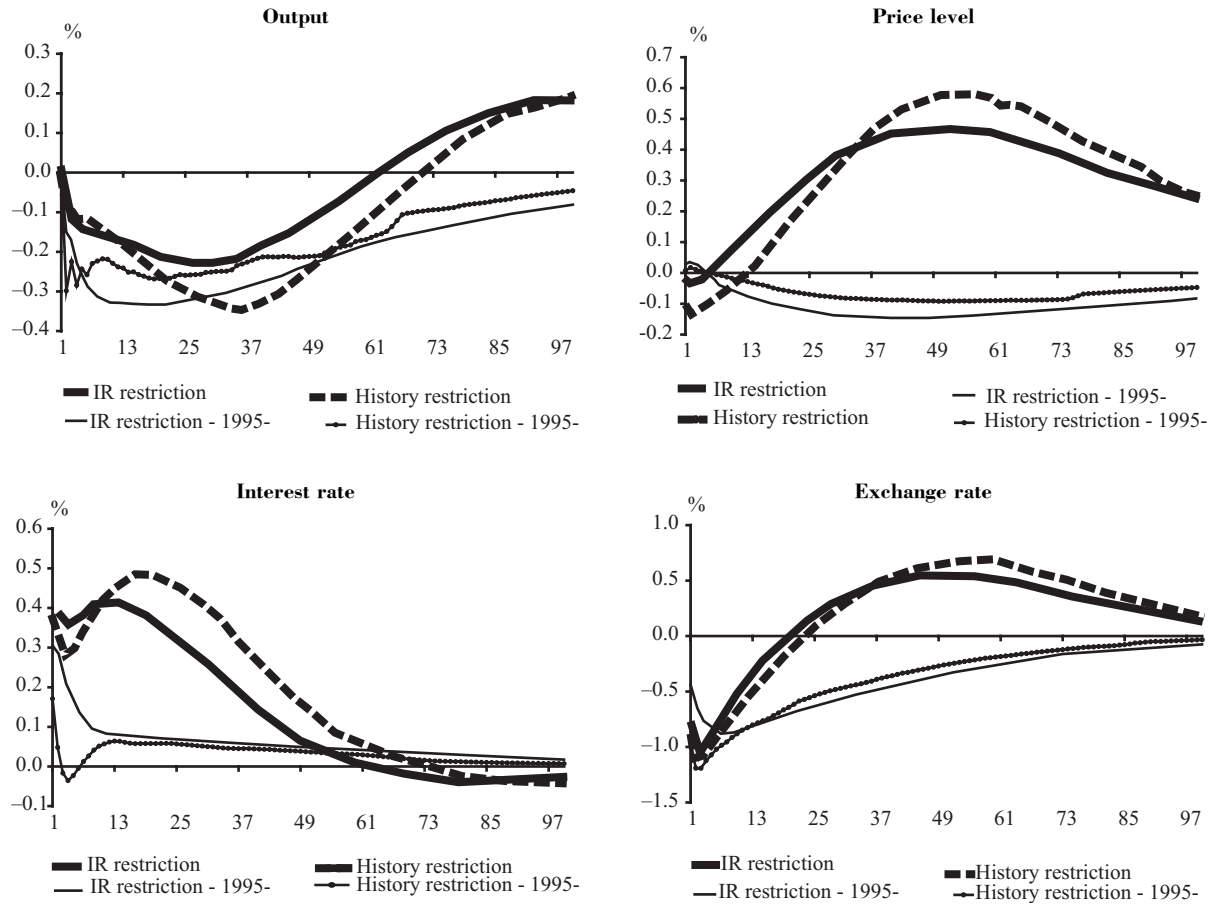 Output
%
0.3
0.2
0.1
0.0
–0.1
–0.2
–0.3
–0.4
1 13 25 37 49 61 73 85 97
IR restriction
History restriction
IR restriction - 1995-
History restriction - 1995-
Price level
%
0.7
0.6
0.5
0.4
0.3
0.2
0.1
0.0
-0.1
-0.2
1 13 25 37 49 61 73 85 97
IR restriction
IR restriction - 1995-
History restriction
History restriction - 1995-
Interest rate
%
0.6
0.5
0.4
0.3
0.2
0.1
0.0
–0.1
1 13 25 37 49 61 73 85 97
IR restriction
History restriction
IR restriction - 1995-
History restriction - 1995-
Exchange rate
%
1.0
0.5
0.0
–0.5
–1.0
–1.5
1 13 25 37 49 61 73 85 97
IR restriction
History restriction
IR restriction - 1995-
History restriction - 1995-